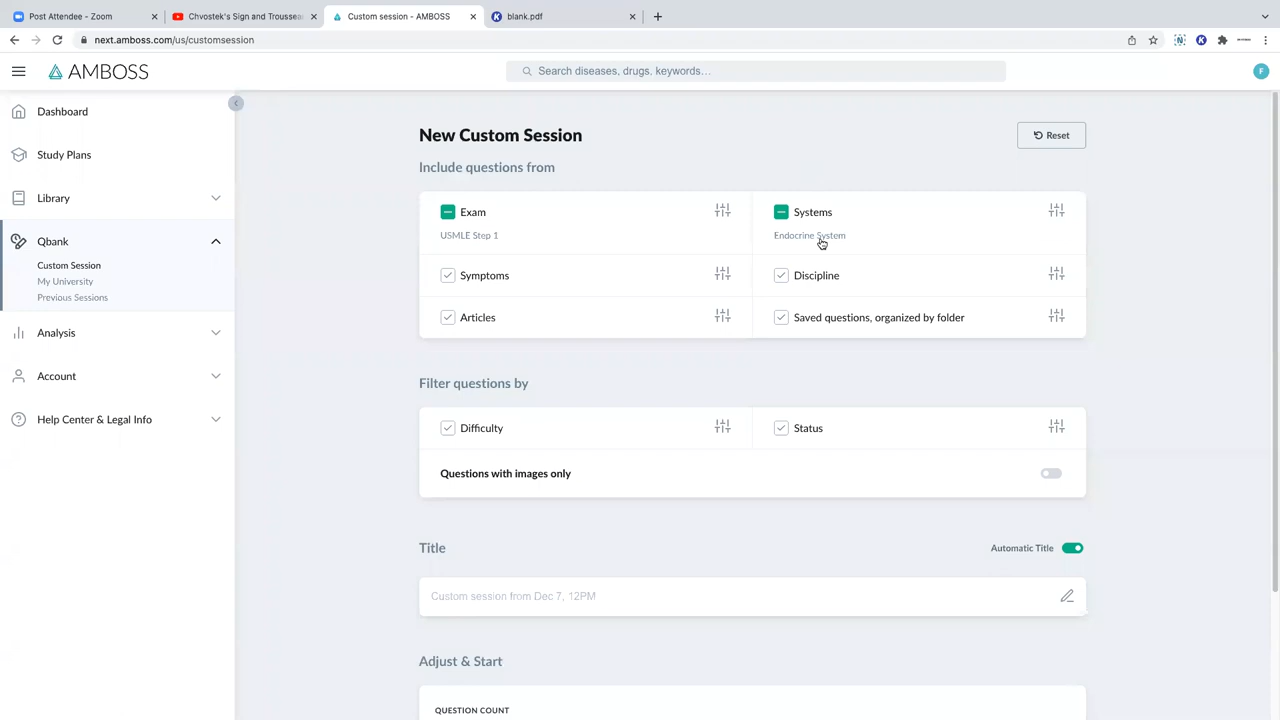 Post Attendee - Zoom
Chvostek's Sign and Troussea
Custom session - AMBOSS
blank.pdf
next.amboss.com/us/customsession
AMBOSS
Search diseases, drugs, keywords…
F
Dashboard
Study Plans
Library
Qbank
Custom Session
My University
Previous Sessions
Analysis
Account
Help Center & Legal Info
New Custom Session
Reset
Include questions from
Exam
USMLE Step 1
Systems
Endocrine System
Symptoms
Discipline
Articles
Saved questions, organized by folder
Filter questions by
Difficulty
Status
Questions with images only
Title
Automatic Title
Custom session from Dec 7, 12PM
Adjust & Start
QUESTION COUNT